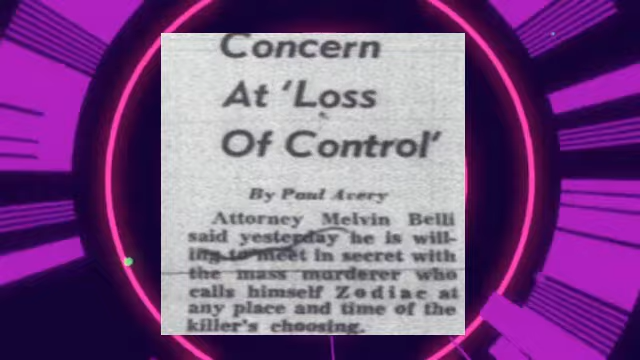 Concern
At 'Loss
Of Control'
By Paul Avery
Attorney Melvin Belli
said yesterday he is will-
ing to meet in secret with
the mass murderer who
calls himself Zodiac at
any place and time of the
killer's choosing.